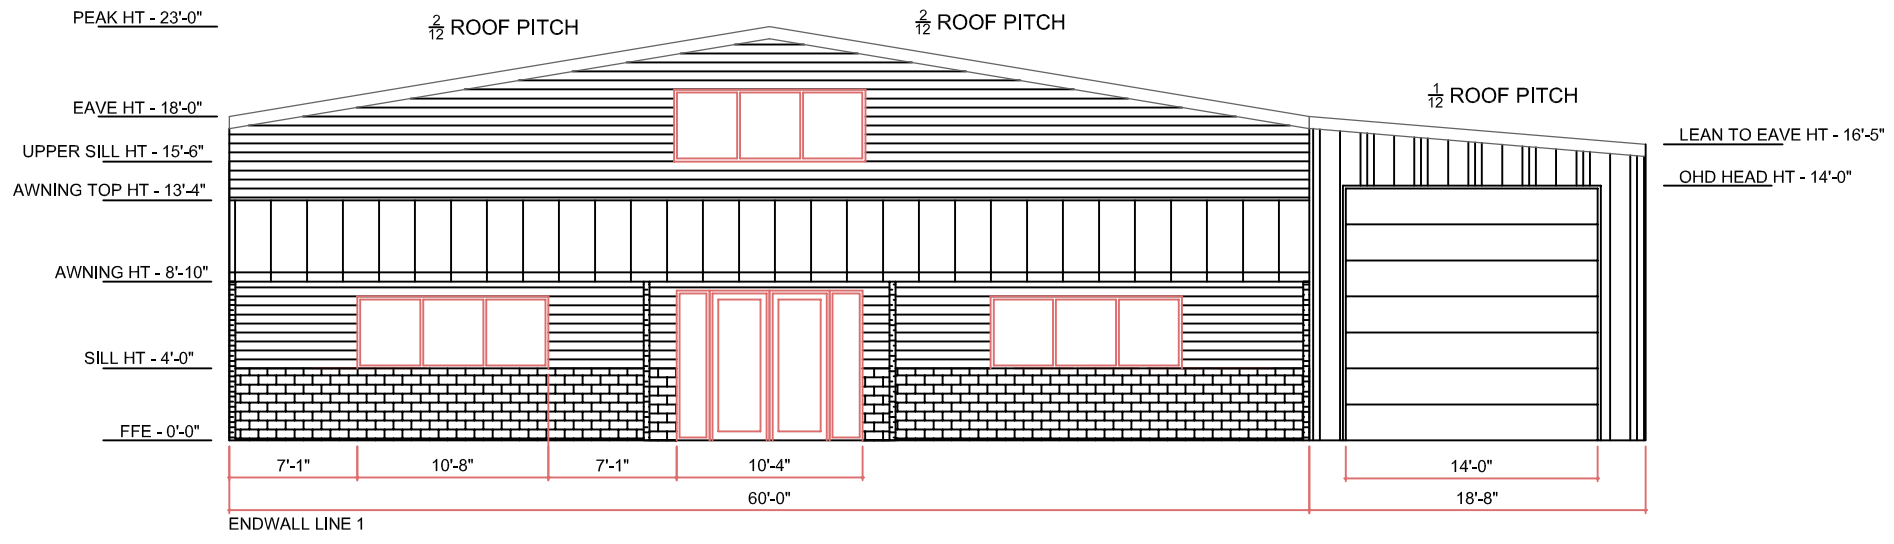 PEAK HT - 23'-0"
2/12 ROOF PITCH
2/12 ROOF PITCH
EAVE HT - 18'-0"
1/12 ROOF PITCH
UPPER SILL HT - 15'-6"
LEAN TO EAVE HT - 16'-5"
AWNING TOP HT - 13'-4"
OHD HEAD HT - 14'-0"
AWNING HT - 8'-10"
SILL HT - 4'-0"
FFE - 0'-0"
7'-1" 10'-8" 7'-1" 10'-4" 14'-0"
60'-0" 18'-8"
ENDWALL LINE 1